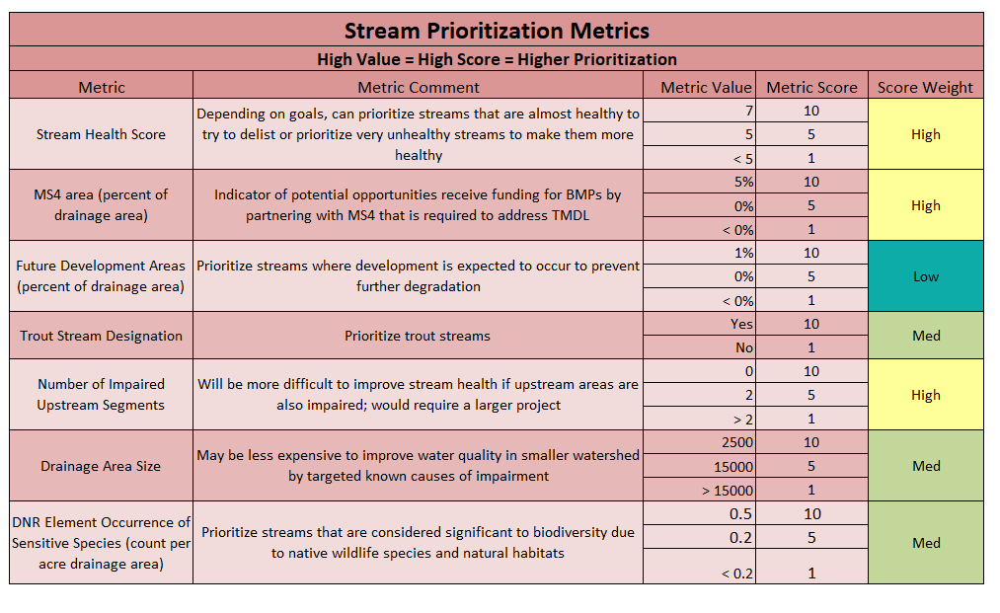 Stream Prioritization Metrics
High Value = High Score = Higher Prioritization
Metric Metric Comment Metric Value Metric Score Score Weight
Stream Health Score
Depending on goals, can prioritize streams that are almost healthy to
try to delist or prioritize very unhealthy streams to make them more
healthy
7 10
5 5
< 5 1
High
MS4 area (percent of
drainage area)
Indicator of potential opportunities receive funding for BMPs by
partnering with MS4 that is required to address TMDL
5% 10
0% 5
< 0% 1
High
Future Development Areas
(percent of drainage area)
Prioritize streams where development is expected to occur to prevent
further degradation
1% 10
0% 5
< 0% 1
Low
Trout Stream Designation
Prioritize trout streams
Yes 10
No 1
Med
Number of Impaired
Upstream Segments
Will be more difficult to improve stream health if upstream areas are
also impaired; would require a larger project
0 10
2 5
> 2 1
High
Drainage Area Size
May be less expensive to improve water quality in smaller watershed
by targeted known causes of impairment
2500 10
15000 5
> 15000 1
Med
DNR Element Occurrence of
Sensitive Species (count per
acre drainage area)
Prioritize streams that are considered significant to biodiversity due
to native wildlife species and natural habitats
0.5 10
0.2 5
< 0.2 1
Med